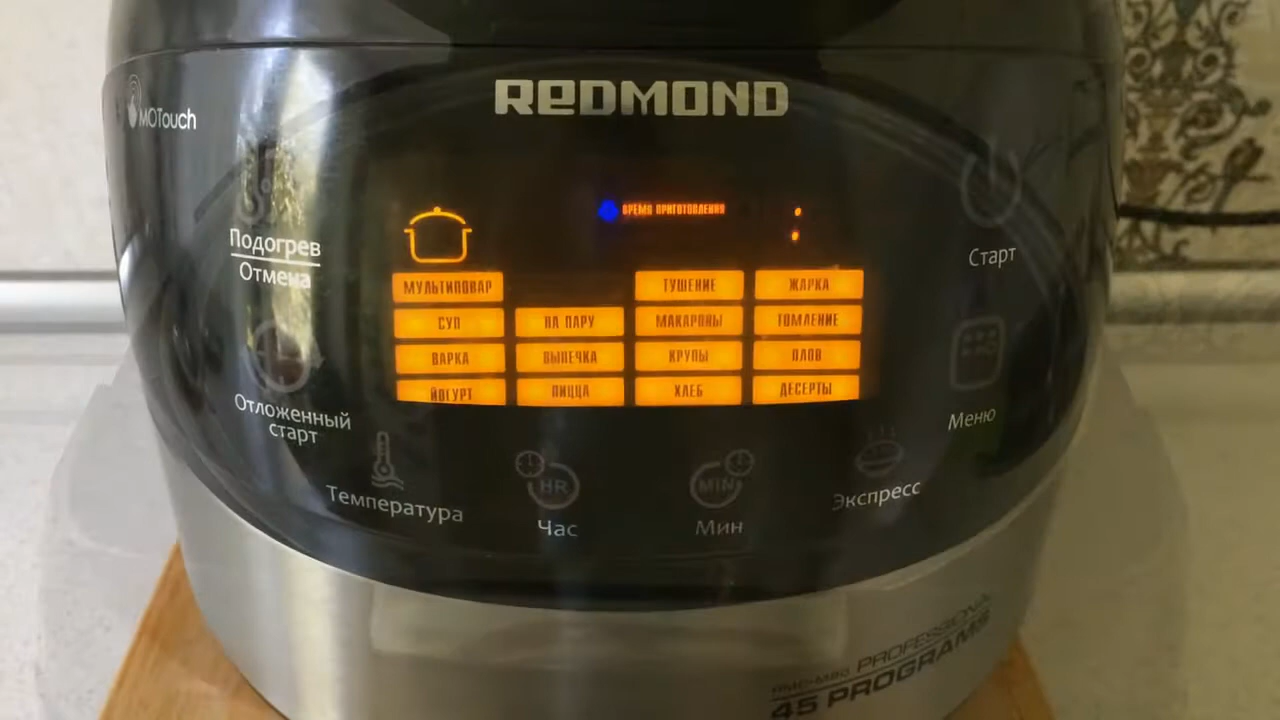 REDMOND
MOTouch
ВРЕМЯ ПРИГОТОВЛЕНИЯ
Подогрев
Отмена
Старт
МУЛЬТИПОВАР ТУШЕНИЕ ЖАРКА
СУП НА ПАРУ МАКАРОНЫ ТОМЛЕНИЕ
ВАРКА ВЫПЕЧКА КРУПЫ ПЛОВ
ЙОГУРТ ПИЦЦА ХЛЕБ ДЕСЕРТЫ
Отложенный
старт
Меню
HR
MIN
Температура
Час
Мин
Экспресс
PROFESSIONAL
45 PROGRAMS